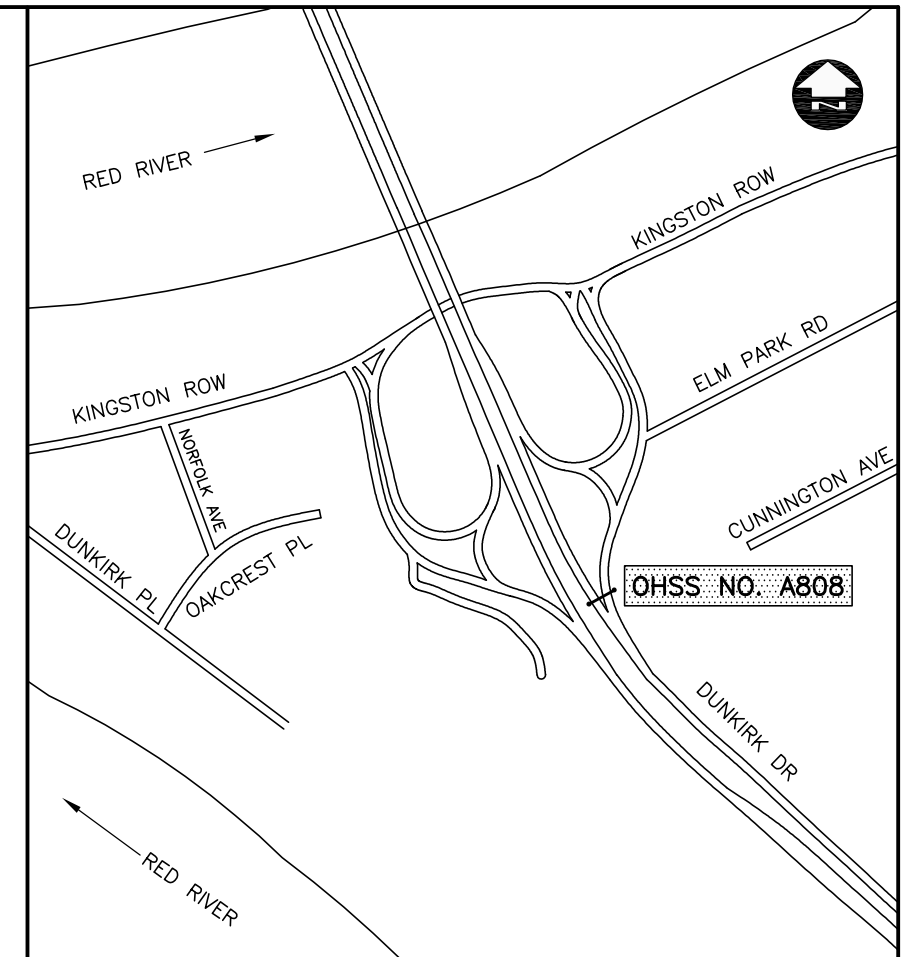 N
RED RIVER
KINGSTON ROW
ELM PARK RD
KINGSTON ROW
NORFOLK AVE
CUNNINGTON AVE
DUNKIRK PL
OAKCREST PL
OHSS NO. A808
DUNKIRK DR
RED RIVER